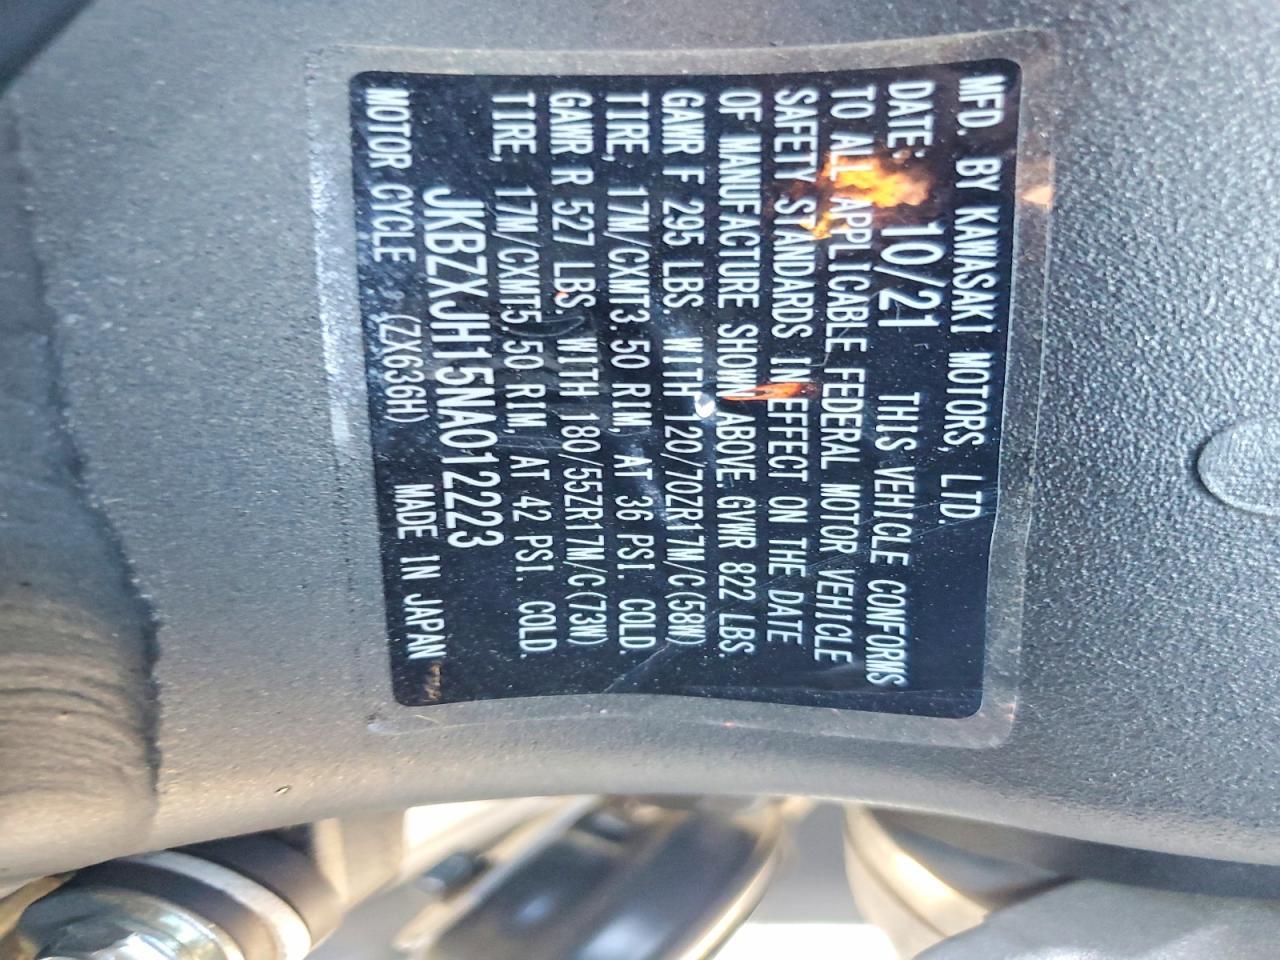 MFD. BY KAWASAKI MOTORS, LTD.
DATE: 10/21 THIS VEHICLE CONFORMS
TO ALL APPLICABLE FEDERAL MOTOR VEHICLE
SAFETY STANDARDS IN EFFECT ON THE DATE
OF MANUFACTURE SHOWN ABOVE. GVWR 822 LBS.
GAWR F 295 LBS. WITH 120/70ZR17M/C(58W)
TIRE, 17M/CXMT3.50 RIM, AT 36 PSI. COLD.
GAWR R 527 LBS. WITH 180/55ZR17M/C(73W)
TIRE, 17M/CXMT5.50 RIM, AT 42 PSI. COLD.
JKBZXJH15NA012223
MOTOR CYCLE (ZX636H) MADE IN JAPAN